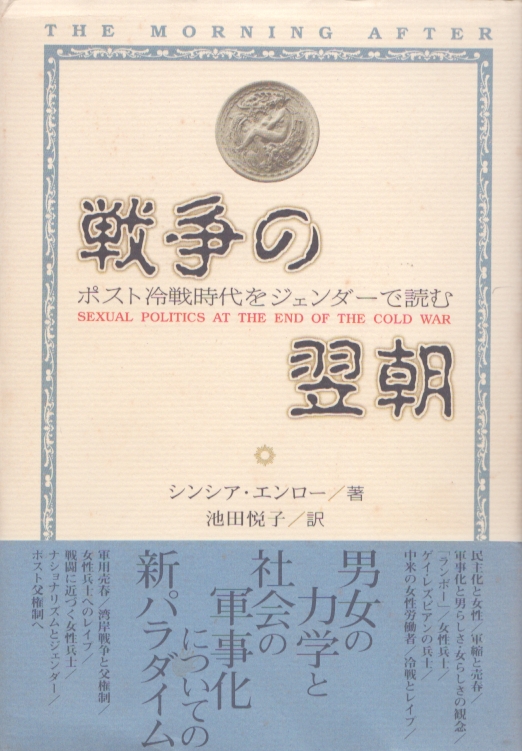 THE MORNING AFTER
戦争の
ポスト冷戦時代をジェンダーで読む
SEXUAL POLITICS AT THE END OF THE COLD WAR
翌朝
シンシア・エンロー／著
池田悦子／訳
民主化と女性／軍縮と売春／
軍事化と男らしさ・女らしさの観念／
「ランボー」／女性兵士／
ゲイ・レズビアンの兵士／
中米の女性労働者／冷戦とレイプ／
男女の
力学と
社会の
軍事化
についての
新パラダイム
軍用売春／湾岸戦争と父権制／
女性兵士へのレイプ／
戦闘に近づく女性兵士／
ナショナリズムとジェンダー／
ポスト父権制へ